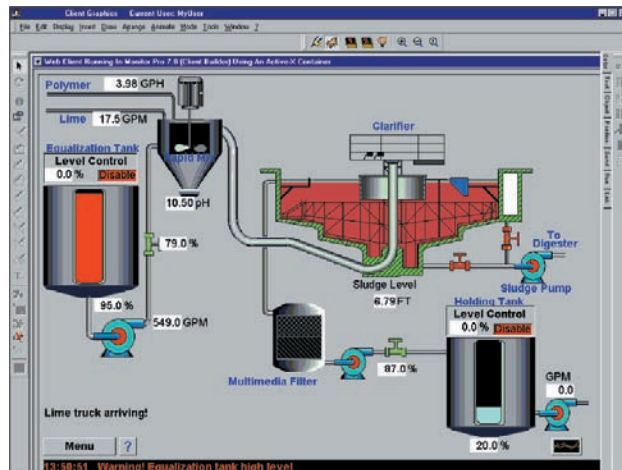 Client Graphics    Current User: MyUser
File Edit Display Insert Draw Arrange Animate Mode Tools Window ?
Web Client Running In Monitor Pro 7.0 (Client Builder) Using An Active-X Container
Polymer 3.98 GPH
Lime 17.5 GPM
Equalization Tank
Level Control
0.0 % Disable
Rapid Mix
10.50 pH
Clarifier
79.0 %
95.0 %
549.0 GPM
To
Digester
Sludge Pump
Sludge Level
6.79 FT
Holding Tank
Level Control
0.0 % Disable
Multimedia Filter
87.0 %
GPM
0.0
20.0 %
Lime truck arriving!
Menu ?
13:50:51 Warning! Equalization tank high level